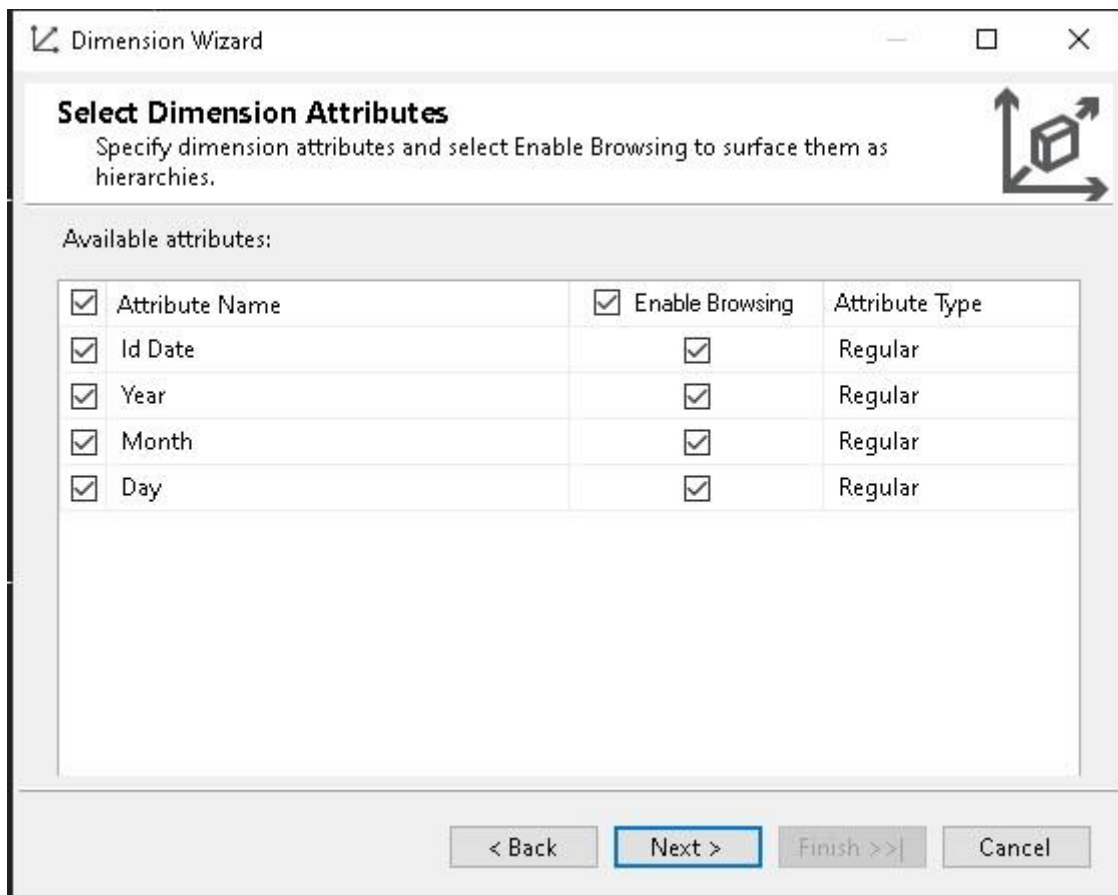 Dimension Wizard
Select Dimension Attributes
Specify dimension attributes and select Enable Browsing to surface them as
hierarchies.
Available attributes:
Attribute Name Enable Browsing Attribute Type
Id Date Regular
Year Regular
Month Regular
Day Regular
< Back Next > Finish >>| Cancel